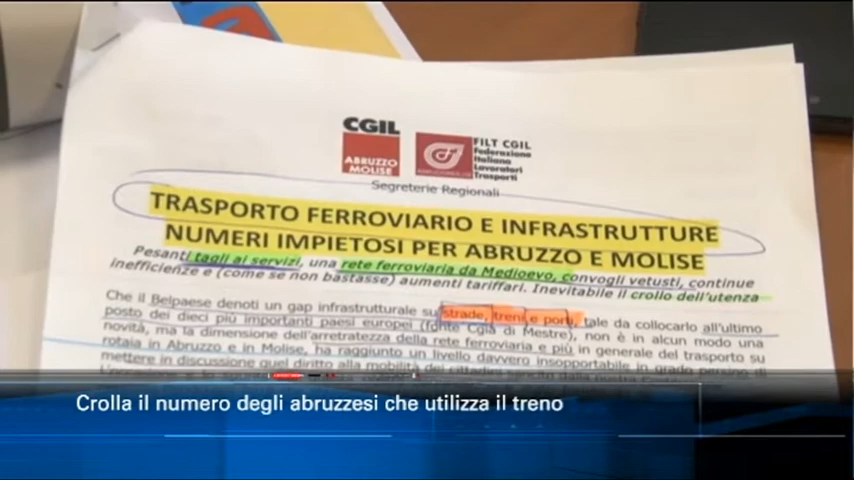 CGIL
ABRUZZO
MOLISE
FILT CGIL
Federazione
Italiana
Lavoratori
Trasporti
Segreterie Regionali
TRASPORTO FERROVIARIO E INFRASTRUTTURE
NUMERI IMPIETOSI PER ABRUZZO E MOLISE
Pesanti tagli ai servizi, una rete ferroviaria da Medioevo, convogli vetusti, continue
inefficienze e (come se non bastasse) aumenti tariffari. Inevitabile il crollo dell'utenza
Che il Belpaese denoti un gap infrastrutturale su strade, treni e porti, tale da collocarlo all'ultimo
posto dei dieci più importanti paesi europei (fonte Cgia di Mestre), non è in alcun modo una
novità, ma la dimensione dell'arretratezza della rete ferroviaria e più in generale del trasporto su
rotaia in Abruzzo e in Molise, ha raggiunto un livello davvero insopportabile in grado persino di
mettere in discussione quel diritto alla mobilità dei cittadini
Crolla il numero degli abruzzesi che utilizza il treno